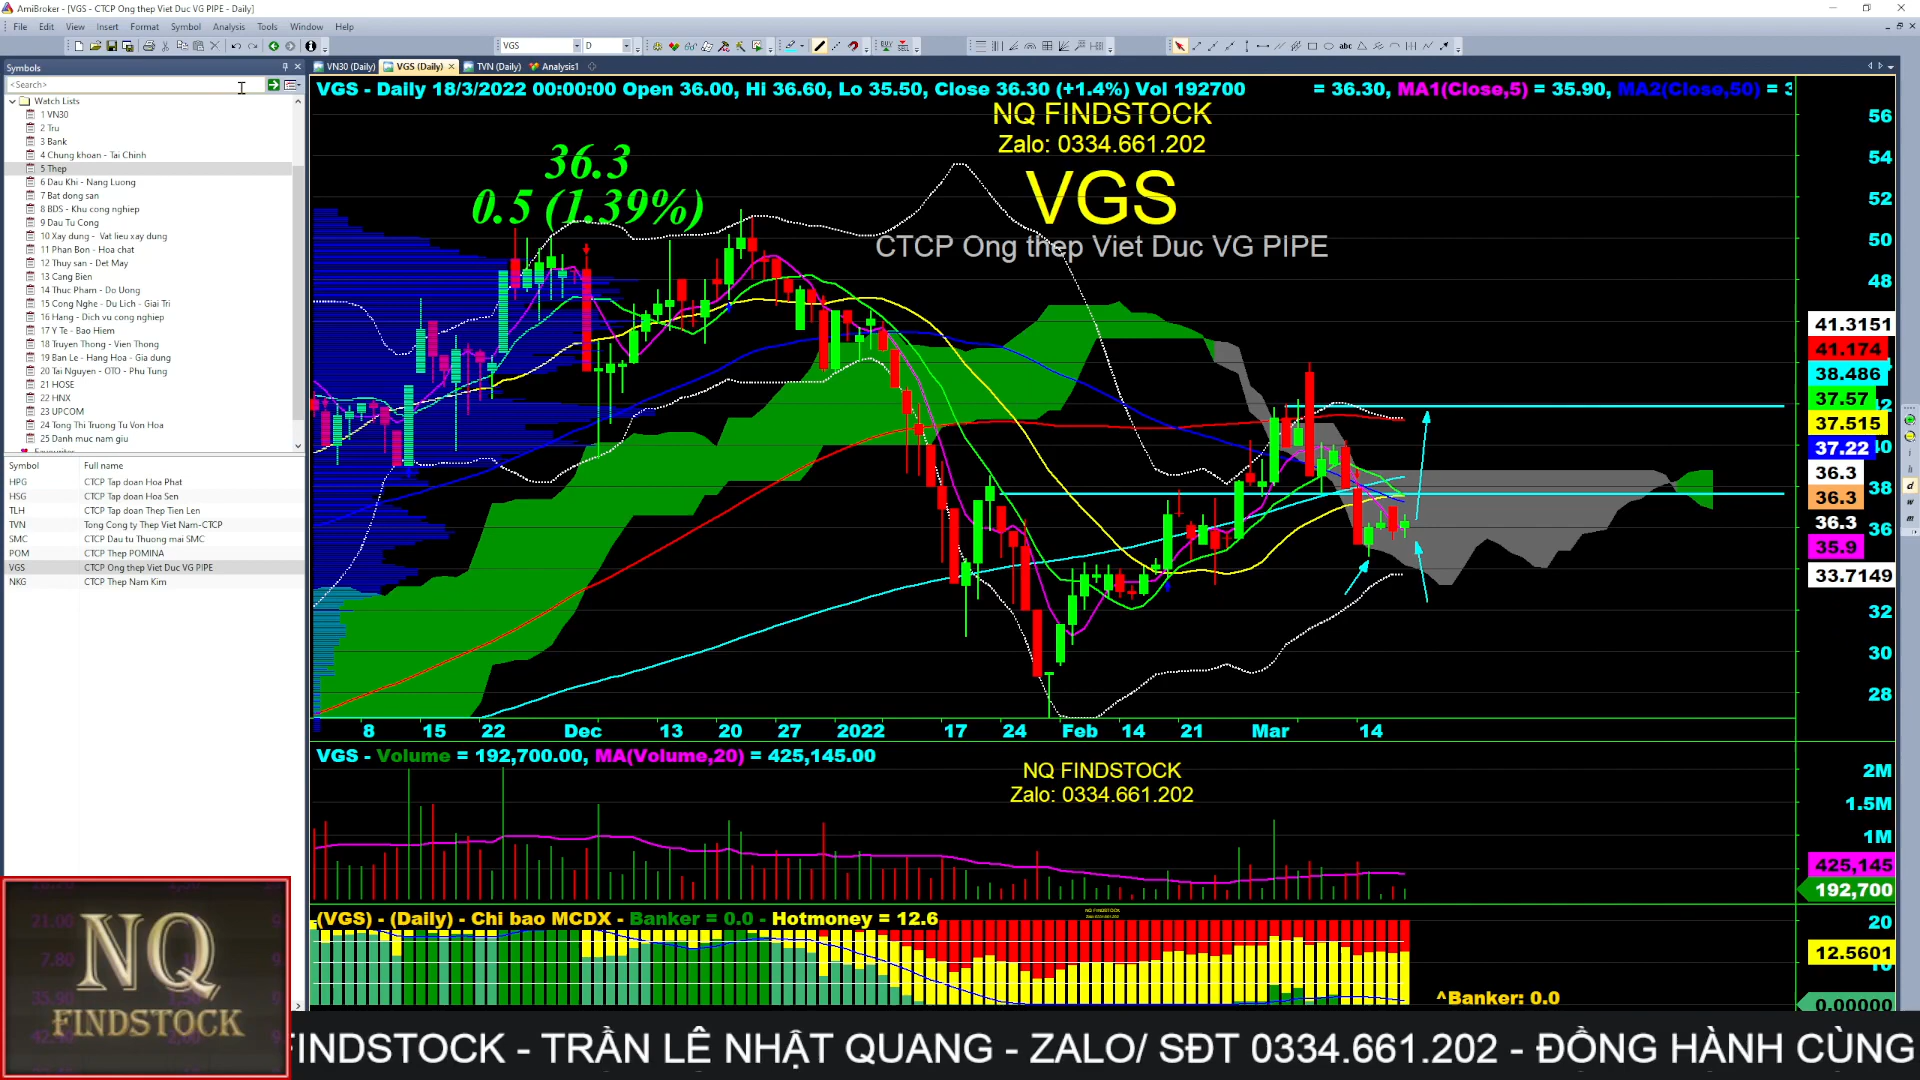 AmiBroker - [VGS - CTCP Ong thep Viet Duc VG PIPE - Daily]
File Edit View Insert Format Symbol Analysis Tools Window Help
VGS D
Symbols
<Search>
VN30 (Daily) VGS (Daily) TVN (Daily) Analysis1
Watch Lists
1 VN30
2 Tru
3 Bank
4 Chung khoan - Tai Chinh
5 Thep
6 Dau Khi - Nang Luong
7 Bat dong san
8 BDS - Khu cong nghiep
9 Dau Tu Cong
10 Xay dung - Vat lieu xay dung
11 Phan Bon - Hoa chat
12 Thuy san - Det May
13 Cang Bien
14 Thuc Pham - Do Uong
15 Cong Nghe - Du Lich - Giai Tri
16 Hang - Dich vu cong nghiep
17 Y Te - Bao Hiem
18 Truyen Thong - Vien Thong
19 Ban Le - Hang Hoa - Gia dung
20 Tai Nguyen - OTO - Phu Tung
21 HOSE
22 HNX
23 UPCOM
24 Tong Thi Truong Tu Von Hoa
25 Danh muc nam giu
Symbol Full name
HPG CTCP Tap doan Hoa Phat
HSG CTCP Tap doan Hoa Sen
TLH CTCP Tap doan Thep Tien Len
TVN Tong Cong ty Thep Viet Nam-CTCP
SMC CTCP Dau tu Thuong mai SMC
POM CTCP Thep POMINA
VGS CTCP Ong thep Viet Duc VG PIPE
NKG CTCP Thep Nam Kim
VGS - Daily 18/3/2022 00:00:00 Open 36.00, Hi 36.60, Lo 35.50, Close 36.30 (+1.4%) Vol 192700 = 36.30, MA1(Close,5) = 35.90, MA2(Close,50) = 3
NQ FINDSTOCK
Zalo: 0334.661.202
VGS
CTCP Ong thep Viet Duc VG PIPE
36.3
0.5 (1.39%)
56
54
52
50
48
41.3151
41.174
38.486
37.57
37.515
37.22
40
36.3
38
36.3
36.3
36
35.9
33.7149
32
30
28
8 15 22 Dec 13 20 27 2022 17 24 Feb 14 21 Mar 14
VGS - Volume = 192,700.00, MA(Volume,20) = 425,145.00
NQ FINDSTOCK
Zalo: 0334.661.202
2M
1.5M
1M
425,145
192,700
(VGS) - (Daily) - Chi bao MCDX - Banker = 0.0 - Hotmoney = 12.6
20
12.5601
10
^Banker: 0.0
0.00000
NQ
FINDSTOCK
FINDSTOCK - TRẦN LÊ NHẬT QUANG - ZALO/ SĐT 0334.661.202 - ĐỒNG HÀNH CÙNG